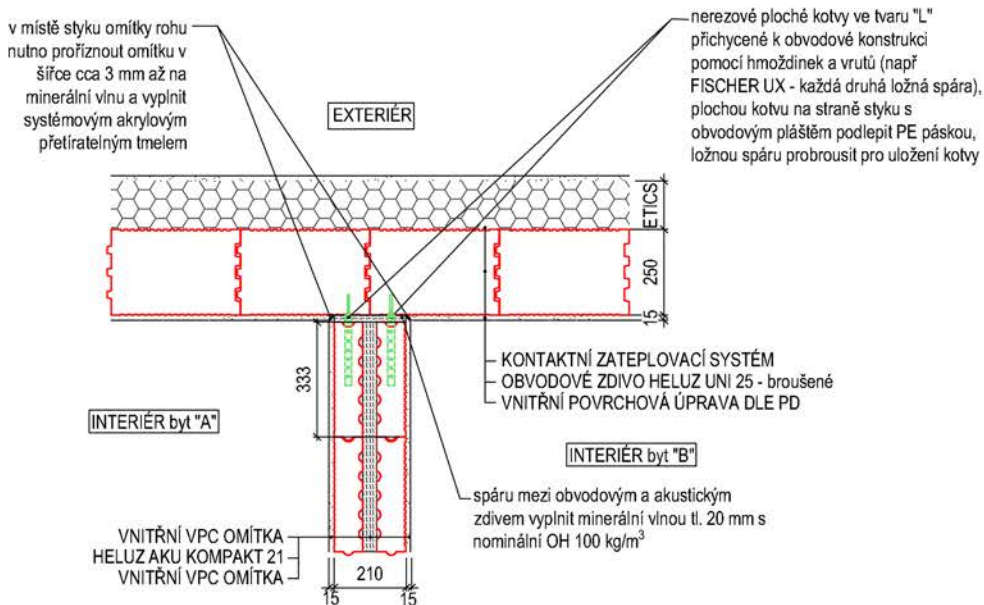 v místě styku omítky rohu
nutno proříznout omítku v
šířce cca 3 mm až na
minerální vlnu a vyplnit
systémovým akrylovým
přetíratelným tmelem
EXTERIÉR
nerezové ploché kotvy ve tvaru "L"
přichycené k obvodové konstrukci
pomocí hmoždinek a vrutů (např
FISCHER UX - každá druhá ložná spára),
plochou kotvu na straně styku s
obvodovým pláštěm podlepit PE páskou,
ložnou spáru probrousit pro uložení kotvy
ETICS
250
15
333
KONTAKTNÍ ZATEPLOVACÍ SYSTÉM
OBVODOVÉ ZDIVO HELUZ UNI 25 - broušené
VNITŘNÍ POVRCHOVÁ ÚPRAVA DLE PD
INTERIÉR byt "A"
INTERIÉR byt "B"
spáru mezi obvodovým a akustickým
zdivem vyplnit minerální vlnou tl. 20 mm s
nominální OH 100 kg/m³
VNITŘNÍ VPC OMÍTKA
HELUZ AKU KOMPAKT 21
VNITŘNÍ VPC OMÍTKA
210
15
15